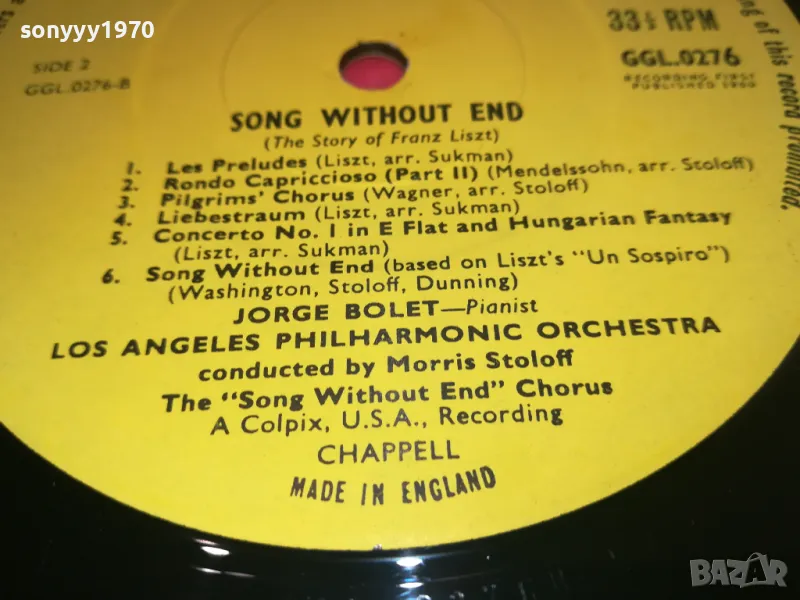 sonyyy1970
33⅓ RPM
SIDE 2
GGL.0276
GGL.0276-B
RECORDING FIRST
PUBLISHED 1960
ng of this record prohibited.
SONG WITHOUT END
(The Story of Franz Liszt)
1. Les Preludes (Liszt, arr. Sukman)
2. Rondo Capriccioso (Part II) (Mendelssohn, arr. Stoloff)
3. Pilgrims' Chorus (Wagner, arr. Stoloff)
4. Liebestraum (Liszt, arr. Sukman)
5. Concerto No. 1 in E Flat and Hungarian Fantasy
(Liszt, arr. Sukman)
6. Song Without End (based on Liszt's "Un Sospiro")
(Washington, Stoloff, Dunning)
JORGE BOLET—Pianist
LOS ANGELES PHILHARMONIC ORCHESTRA
conducted by Morris Stoloff
The "Song Without End" Chorus
A Colpix, U.S.A., Recording
CHAPPELL
MADE IN ENGLAND
BAZAR